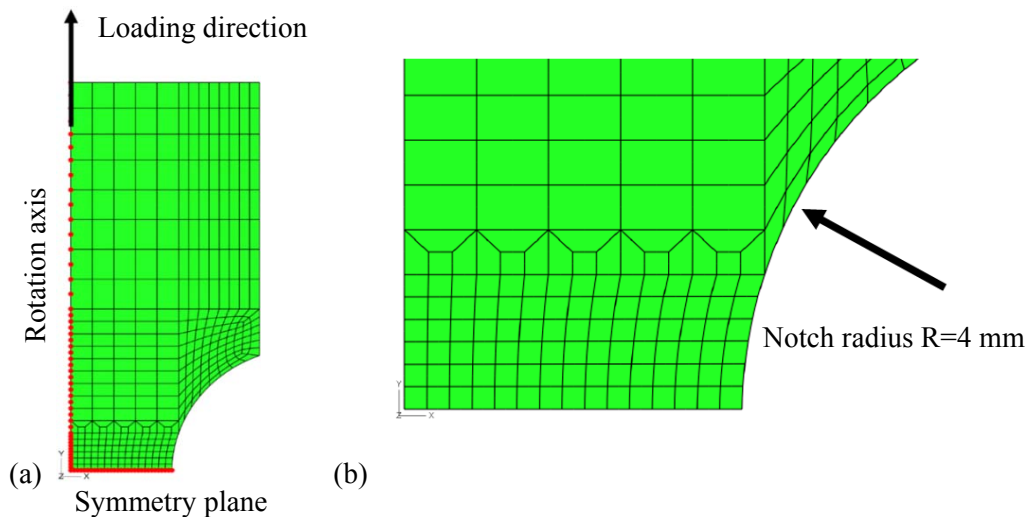 Loading direction
Rotation axis
Notch radius R=4 mm
Y
Z X
Y
Z X
(a)
(b)
Symmetry plane